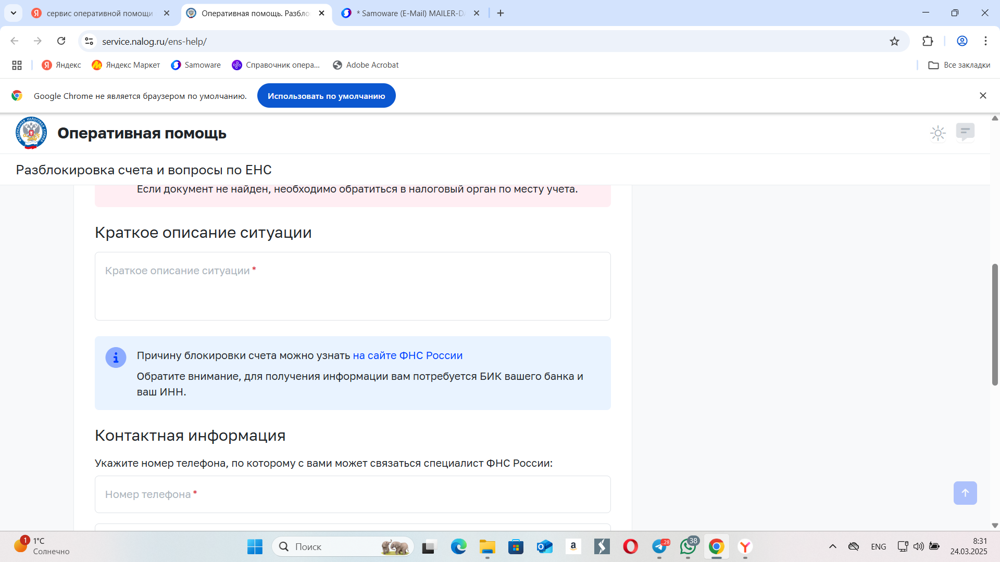 сервис оперативной помощи
Оперативная помощь. Разбло
* Samoware (E-Mail) MAILER-D
service.nalog.ru/ens-help/
Яндекс
Яндекс Маркет
Samoware
Справочник опера...
Adobe Acrobat
Все закладки
Google Chrome не является браузером по умолчанию.
Использовать по умолчанию
Оперативная помощь
Разблокировка счета и вопросы по ЕНС
Если документ не найден, необходимо обратиться в налоговый орган по месту учета.
Краткое описание ситуации
Краткое описание ситуации *
Причину блокировки счета можно узнать на сайте ФНС России
Обратите внимание, для получения информации вам потребуется БИК вашего банка и
ваш ИНН.
Контактная информация
Укажите номер телефона, по которому с вами может связаться специалист ФНС России:
Номер телефона *
1
1°C
Солнечно
Поиск
..28
38
ENG
8:31
24.03.2025